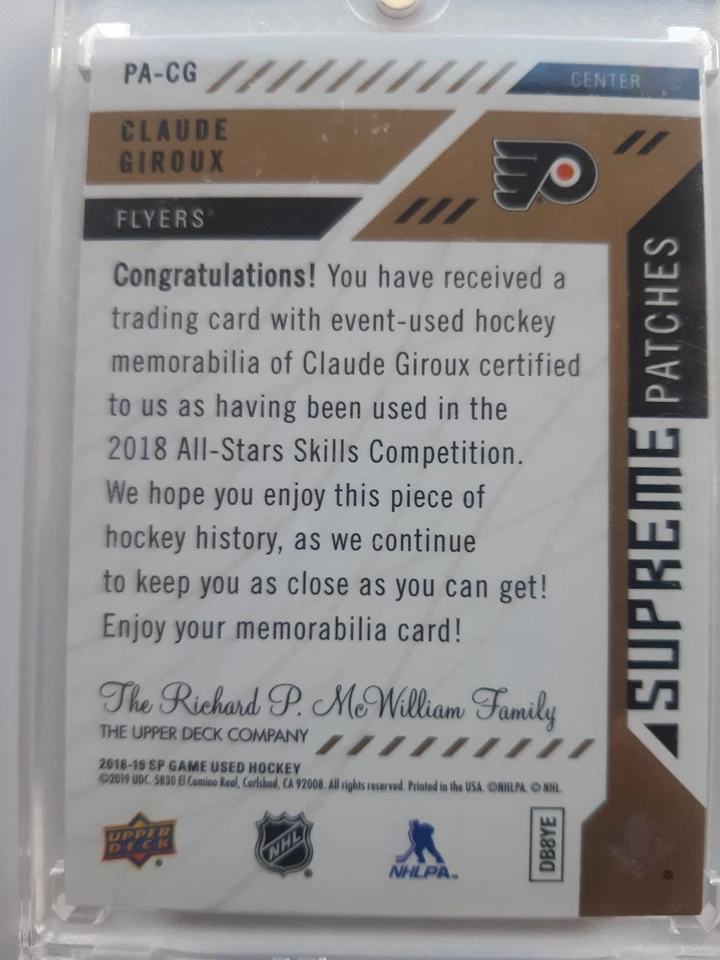 PA-CG
CENTER
CLAUDE
GIROUX
FLYERS
Congratulations! You have received a
trading card with event-used hockey
memorabilia of Claude Giroux certified
to us as having been used in the
2018 All-Stars Skills Competition.
We hope you enjoy this piece of
hockey history, as we continue
to keep you as close as you can get!
Enjoy your memorabilia card!
SUPREME PATCHES
The Richard P. McWilliam Family
THE UPPER DECK COMPANY
2018-19 SP GAME USED HOCKEY
©2019 UDC. 5830 El Camino Real, Carlsbad, CA 92008. All rights reserved. Printed in the USA. ©NHLPA. © NHL.
UPPER
DECK
NHL
NHLPA™
DB8YE